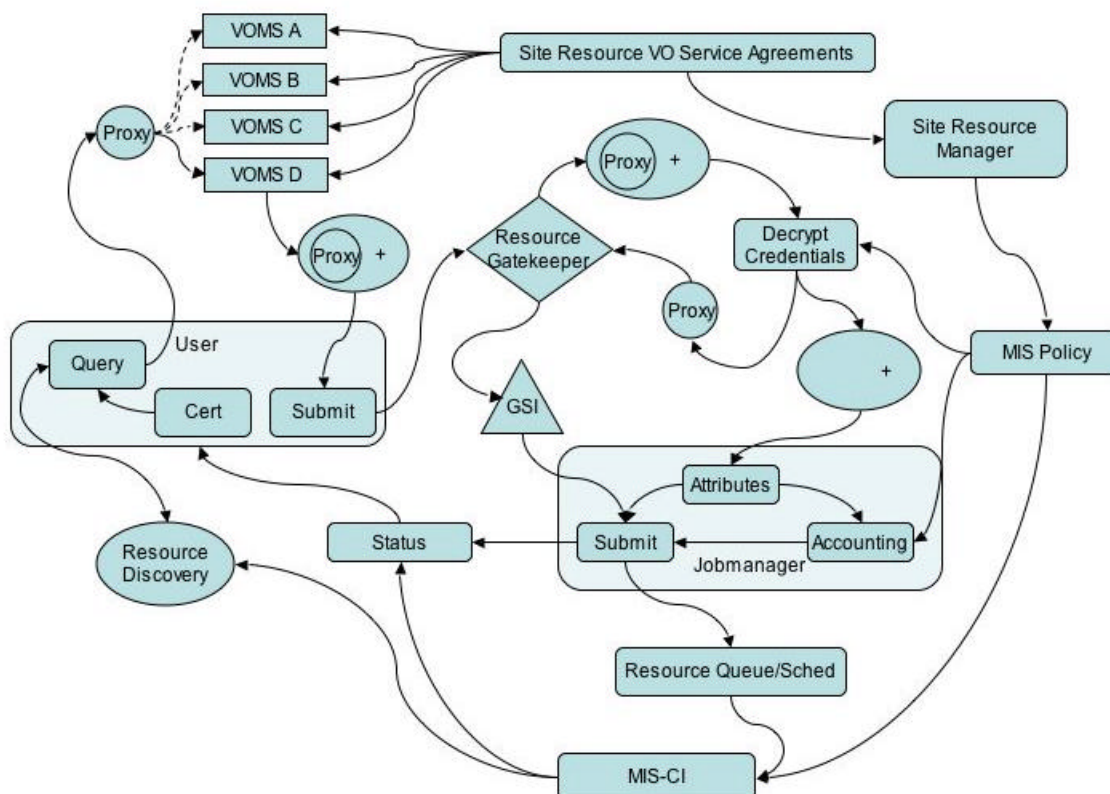 VOMS A
Site Resource VO Service Agreements
VOMS B
VOMS C
Proxy
VOMS D
Site Resource
Manager
Proxy +
Resource
Gatekeeper
Decrypt
Credentials
Proxy +
Proxy
User
Query
MIS Policy
+
Cert
Submit
GSI
Attributes
Status
Submit
Accounting
Jobmanager
Resource
Discovery
Resource Queue/Sched
MIS-CI